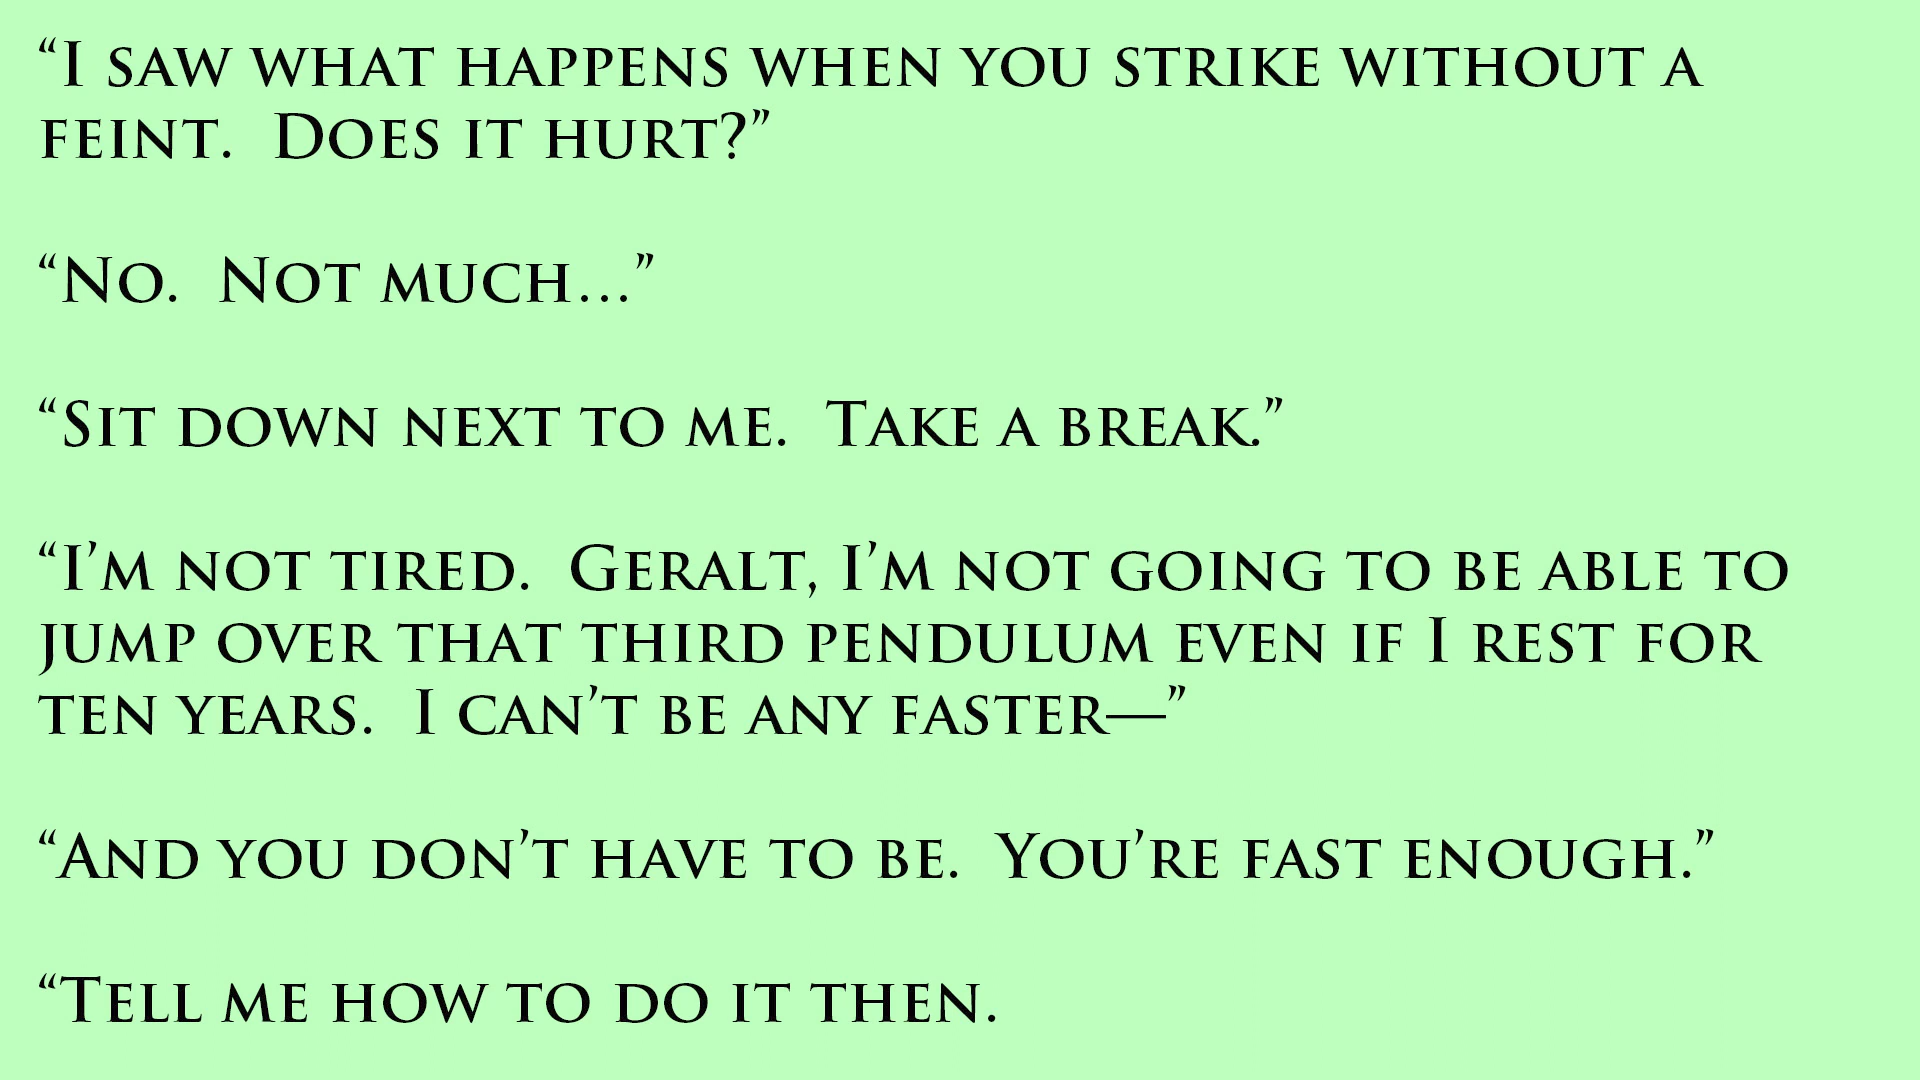 “I saw what happens when you strike without a
feint.  Does it hurt?”
“No.  Not much…”
“Sit down next to me.  Take a break.”
“I’m not tired.  Geralt, I’m not going to be able to
jump over that third pendulum even if I rest for
ten years.  I can’t be any faster—”
“And you don’t have to be.  You’re fast enough.”
“Tell me how to do it then.